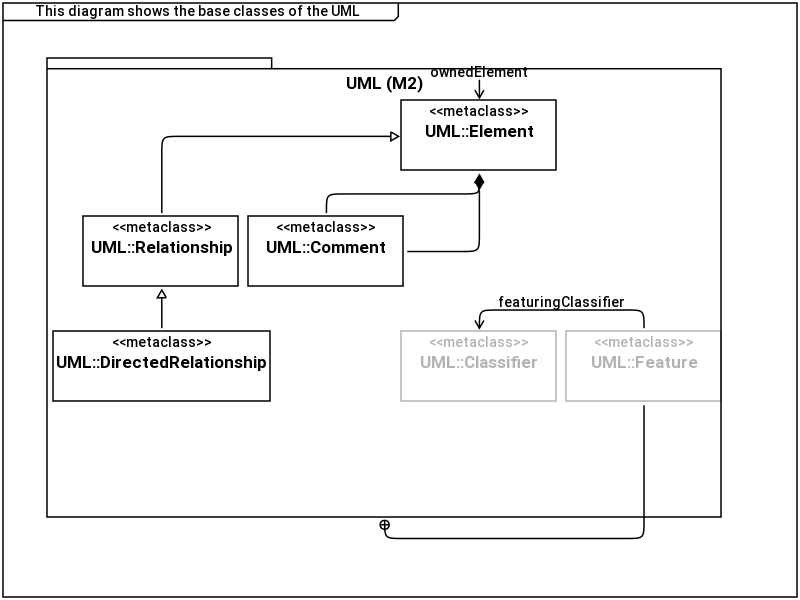 This diagram shows the base classes of the UML
ownedElement
UML (M2)
<<metaclass>>
UML::Element
<<metaclass>>
UML::Relationship
<<metaclass>>
UML::Comment
featuringClassifier
<<metaclass>>
UML::DirectedRelationship
<<metaclass>>
UML::Classifier
<<metaclass>>
UML::Feature